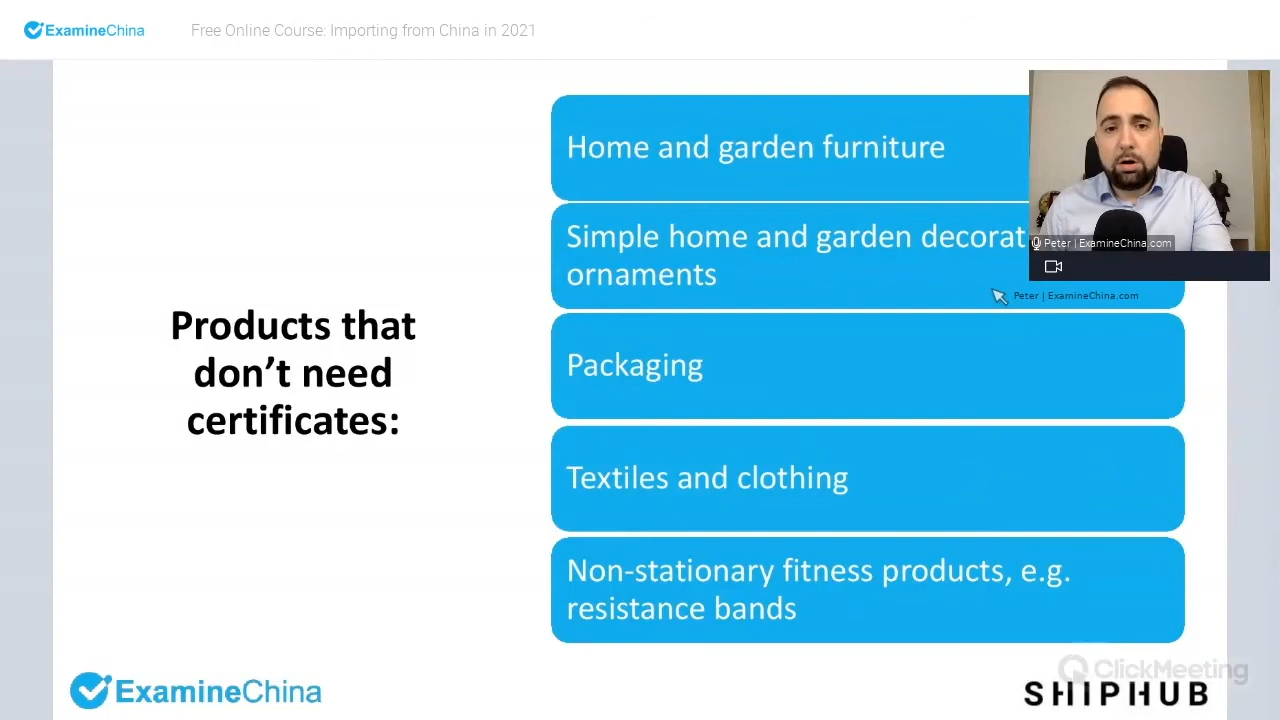 ExamineChina
Free Online Course: Importing from China in 2021
Home and garden furniture
Simple home and garden decorat
ornaments
Peter | ExamineChina.com
Peter | ExamineChina.com
Products that
don’t need
certificates:
Packaging
Textiles and clothing
Non-stationary fitness products, e.g.
resistance bands
ExamineChina
ClickMeeting
SHIPHUB